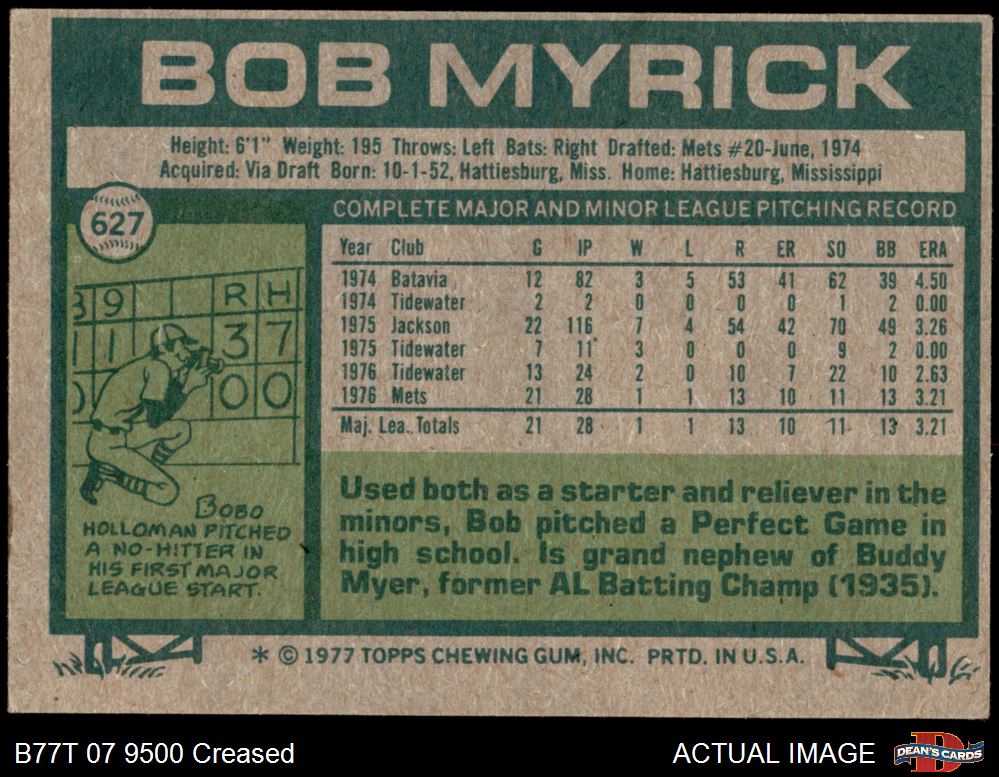 BOB MYRICK
Height: 6'1" Weight: 195 Throws: Left Bats: Right Drafted: Mets #20-June, 1974
Acquired: Via Draft Born: 10-1-52, Hattiesburg, Miss. Home: Hattiesburg, Mississippi
627
COMPLETE MAJOR AND MINOR LEAGUE PITCHING RECORD
Year Club G IP W L R ER SO BB ERA
1974 Batavia 12 82 3 5 53 41 62 39 4.50
1974 Tidewater 2 2 0 0 0 0 1 2 0.00
1975 Jackson 22 116 7 4 54 42 70 49 3.26
1975 Tidewater 7 11 3 0 0 0 9 2 0.00
1976 Tidewater 13 24 2 0 10 7 22 10 2.63
1976 Mets 21 28 1 1 13 10 11 13 3.21
Maj. Lea. Totals 21 28 1 1 13 10 11 13 3.21
89 R H
11 37
0 00
BOBO
HOLLOMAN PITCHED
A NO-HITTER IN
HIS FIRST MAJOR
LEAGUE START.
Used both as a starter and reliever in the
minors, Bob pitched a Perfect Game in
high school. Is grand nephew of Buddy
Myer, former AL Batting Champ (1935).
* © 1977 TOPPS CHEWING GUM, INC. PRTD. IN U.S.A.
B77T 07 9500 Creased
ACTUAL IMAGE
DEAN'S CARDS